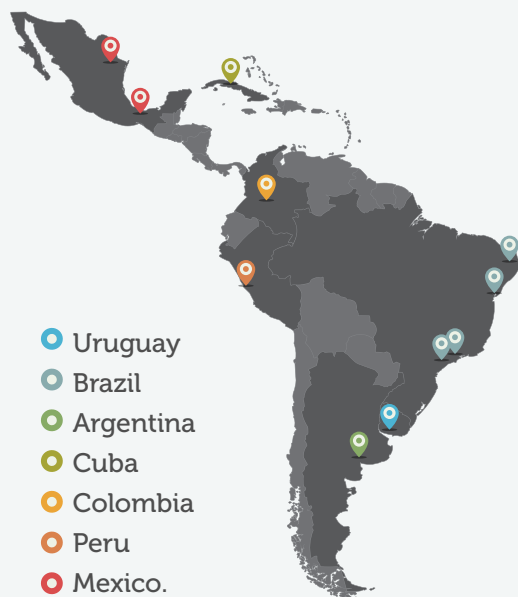 Uruguay
Brazil
Argentina
Cuba
Colombia
Peru
Mexico.